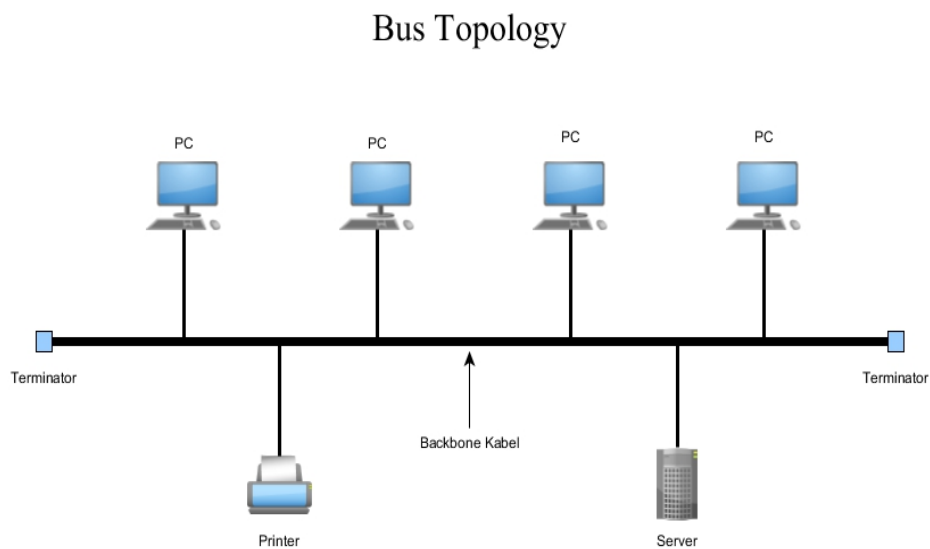 Bus Topology
PC
PC
PC
PC
Terminator
Terminator
Backbone Kabel
Printer
Server